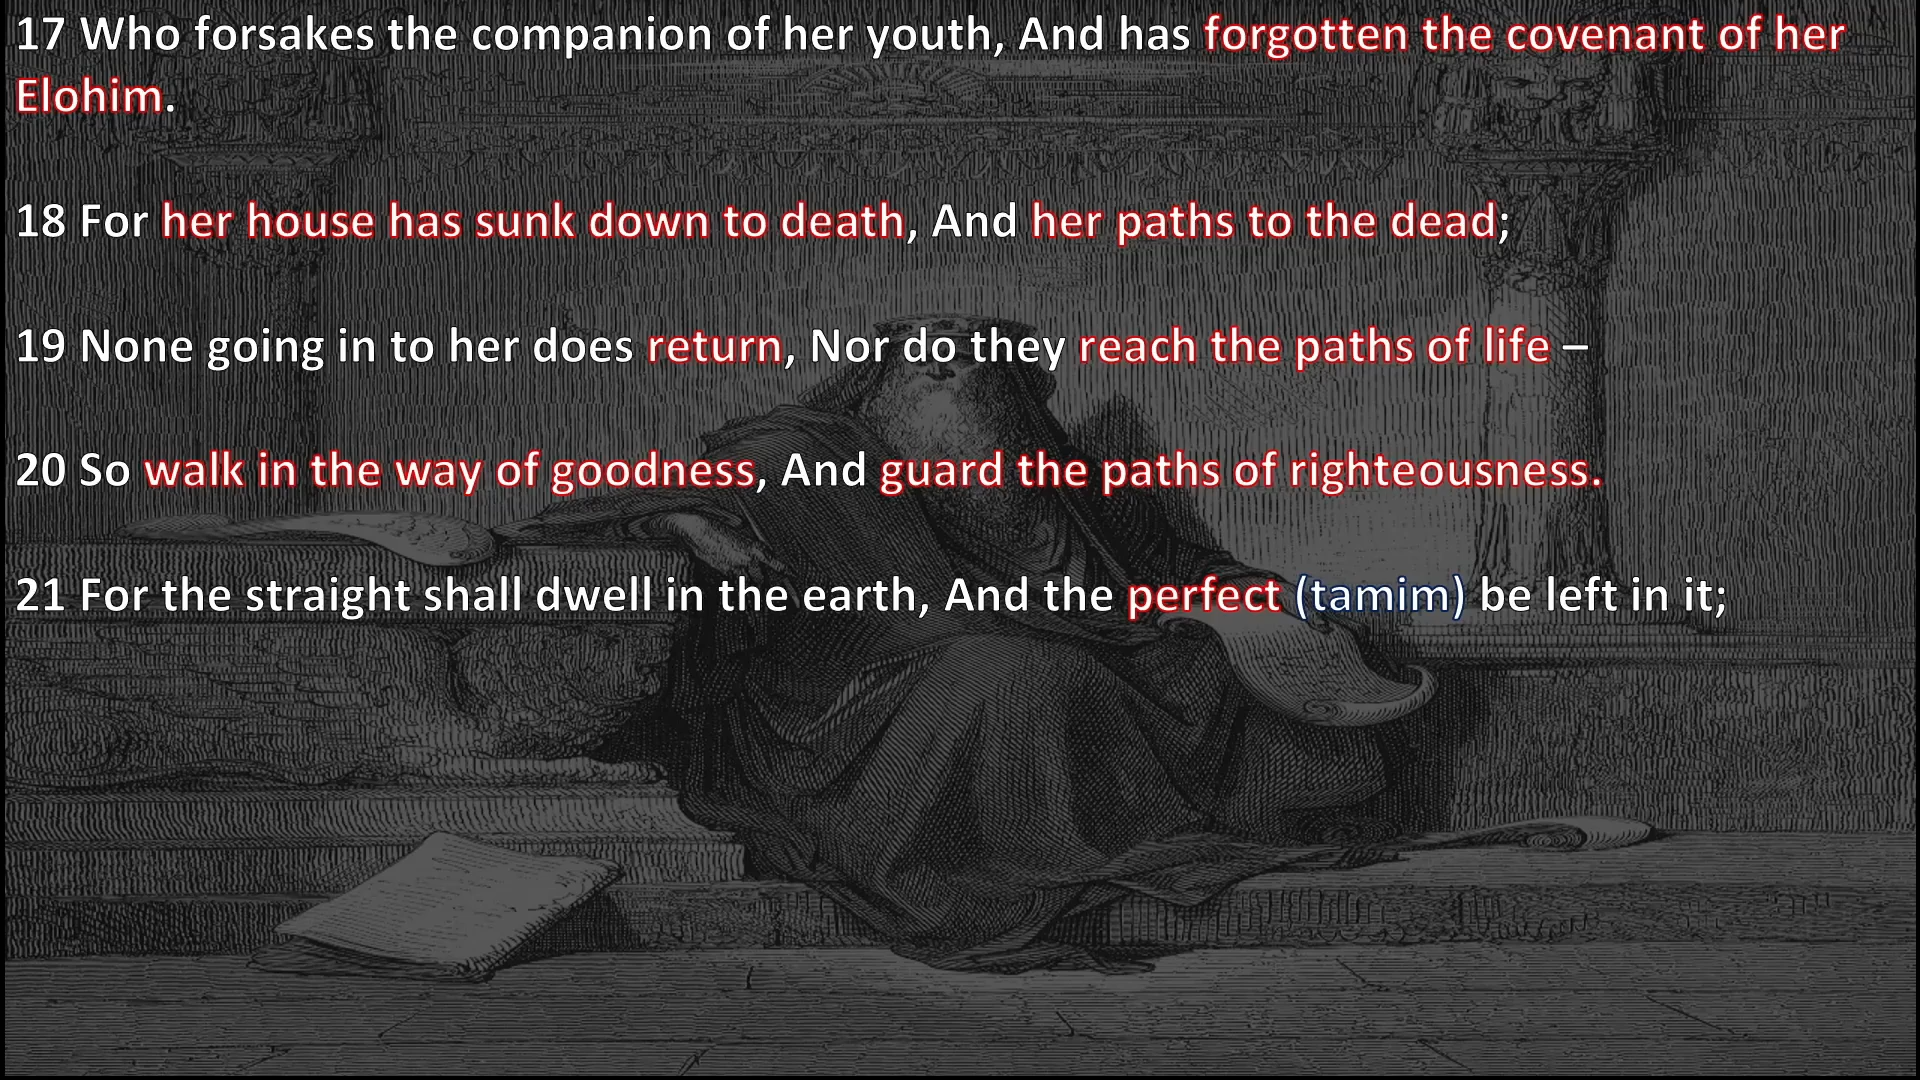 17 Who forsakes the companion of her youth, And has forgotten the covenant of her
Elohim.
18 For her house has sunk down to death, And her paths to the dead;
19 None going in to her does return, Nor do they reach the paths of life –
20 So walk in the way of goodness, And guard the paths of righteousness.
21 For the straight shall dwell in the earth, And the perfect (tamim) be left in it;